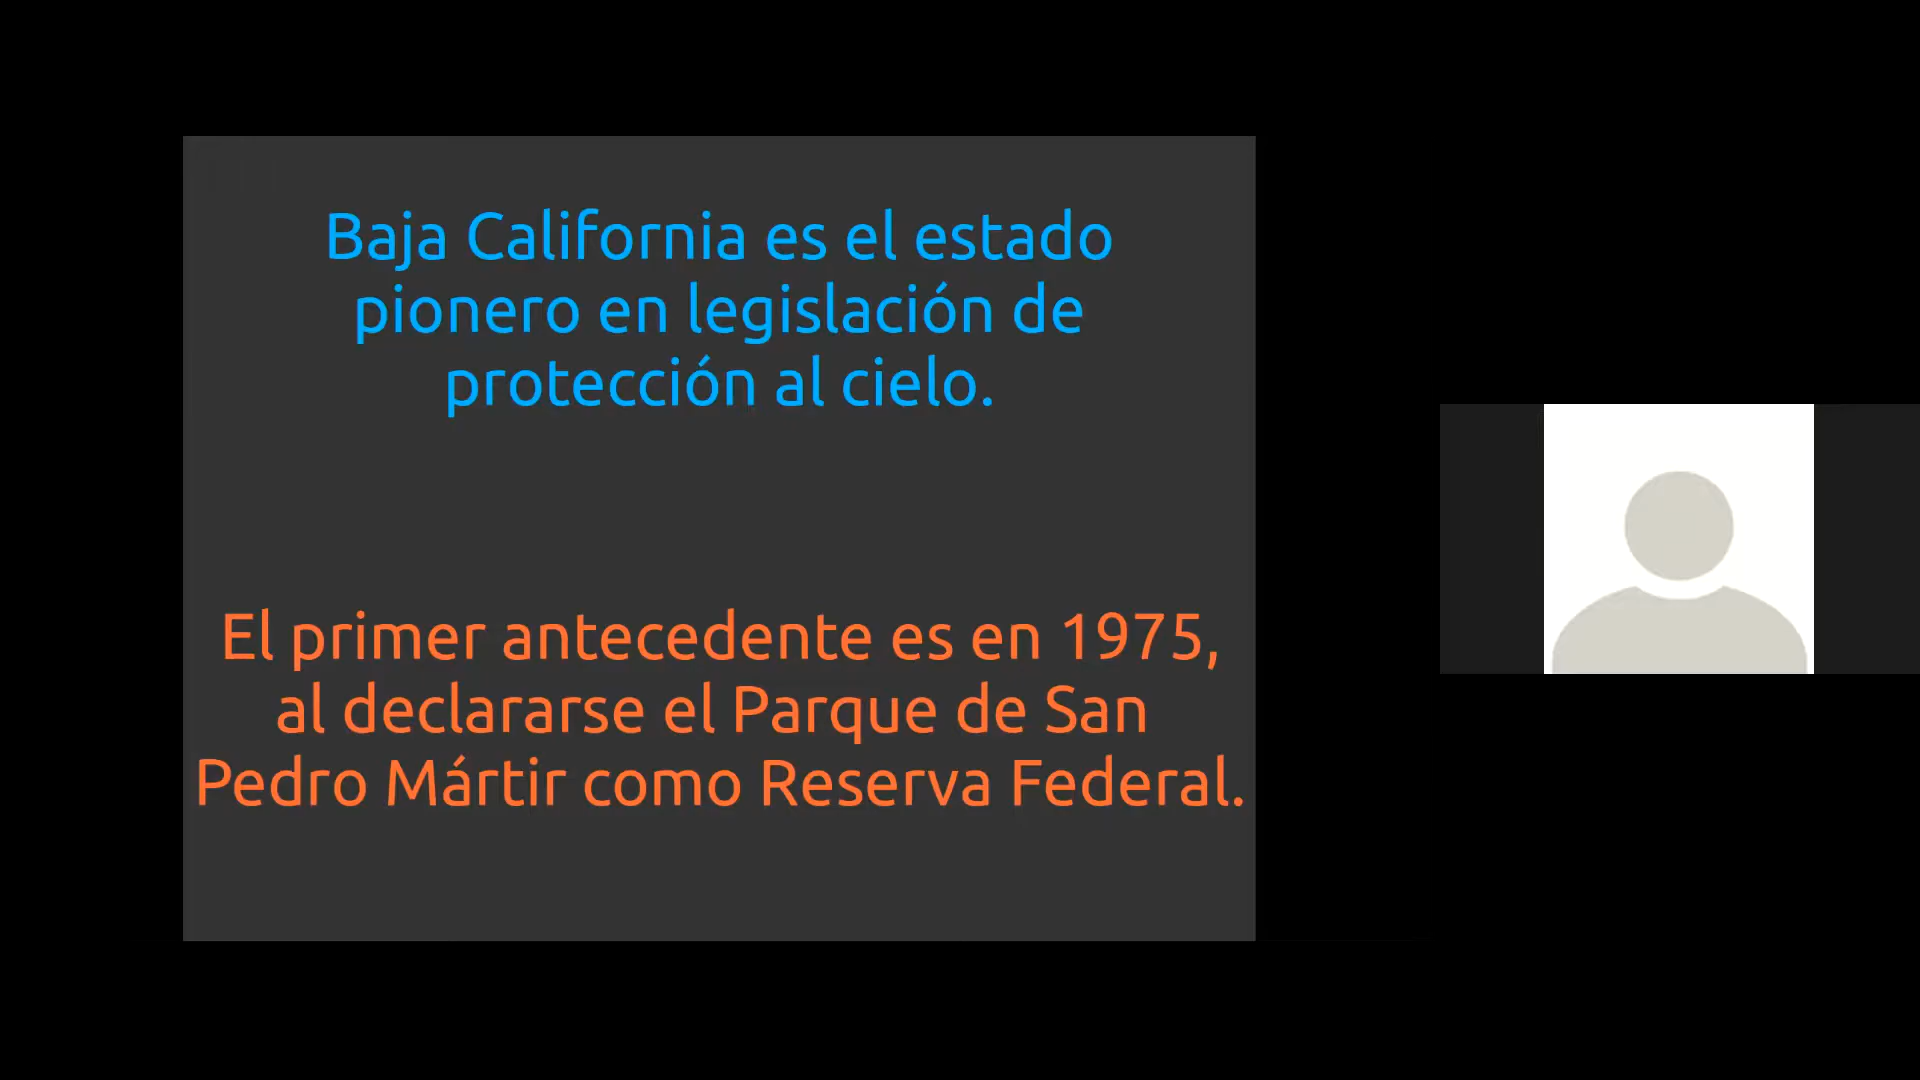 Baja California es el estado
pionero en legislación de
protección al cielo.
El primer antecedente es en 1975,
al declararse el Parque de San
Pedro Mártir como Reserva Federal.